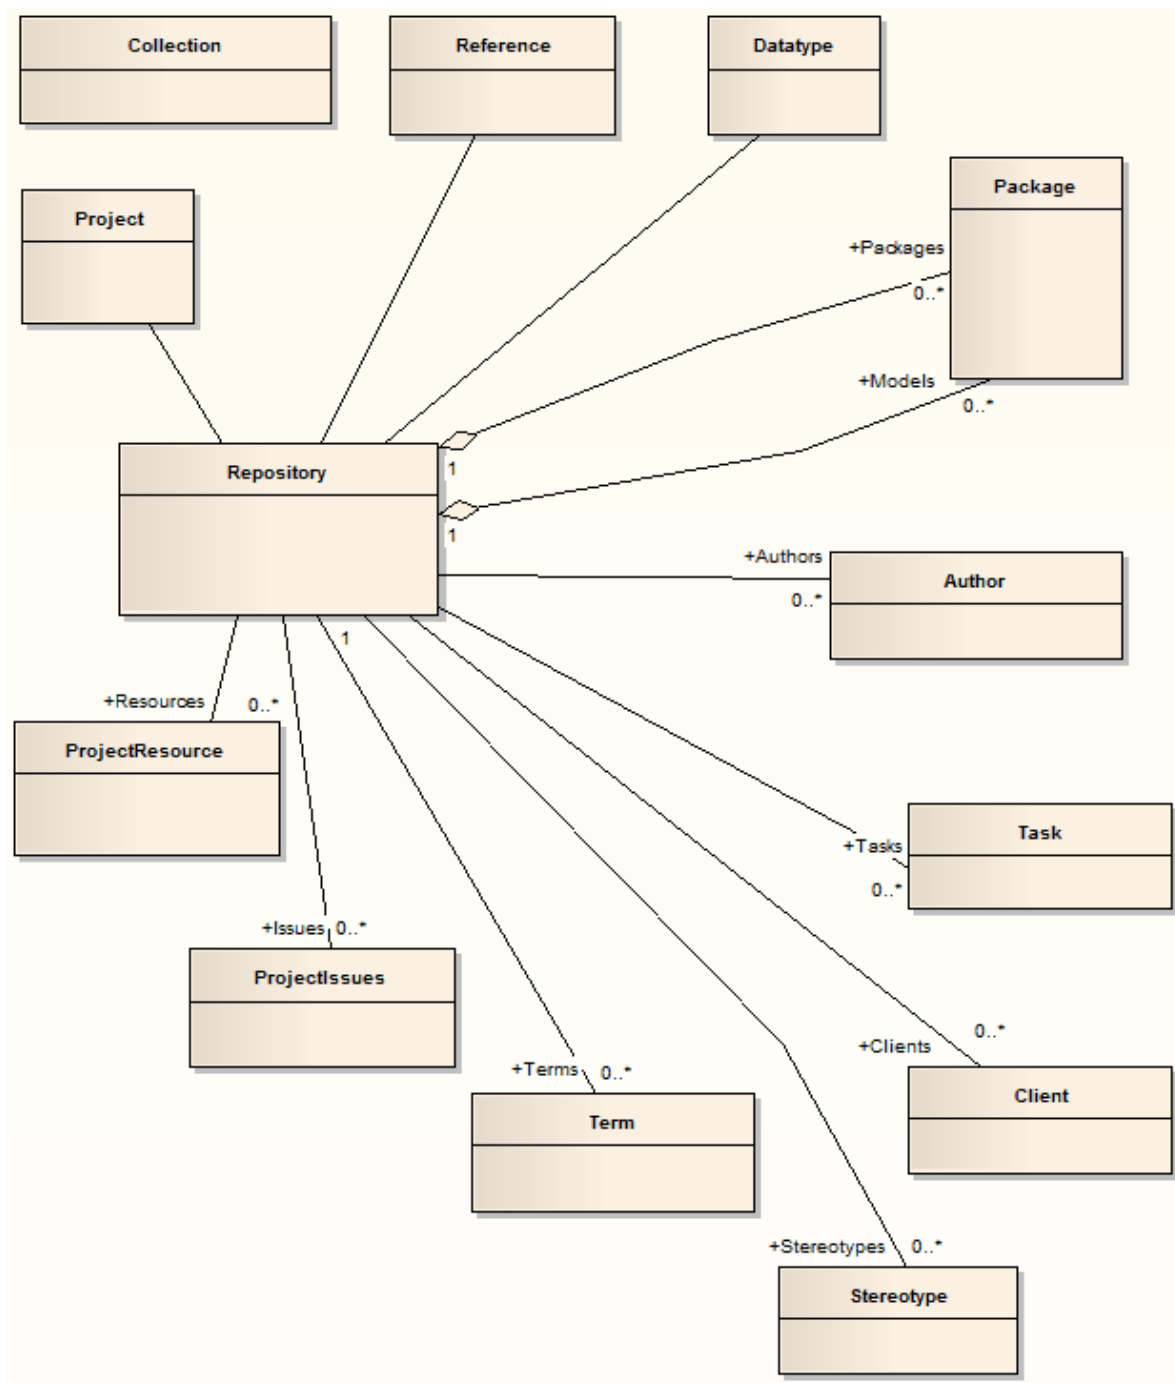 Collection
Reference
Datatype
Package
Project
+Packages
0..*
+Models
0..*
Repository
1
1
+Authors
0..*
Author
1
+Resources
0..*
ProjectResource
Task
+Tasks
0..*
+Issues 0..*
ProjectIssues
0..*
+Clients
+Terms 0..*
Client
Term
+Stereotypes 0..*
Stereotype